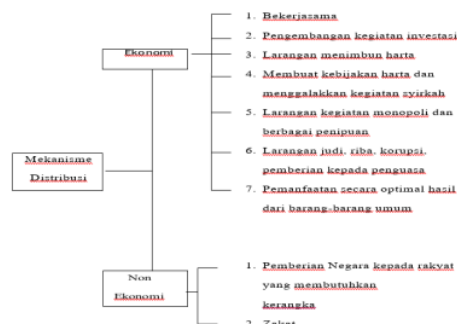 Ekonomi
1. Bekerjasama
2. Pengembangan kegiatan investasi
3. Larangan menimbun harta
4. Membuat kebijakan harta dan
menggalakkan kegiatan syirkah
5. Larangan kegiatan monopoli dan
berbagai penipuan
6. Larangan judi, riba, korupsi,
pemberian kepada penguasa
7. Pemanfaatan secara optimal hasil
dari barang-barang umum
Mekanisme
Distribusi
Non
Ekonomi
1. Pemberian Negara kepada rakyat
yang membutuhkan
kerangka
2. Zakat